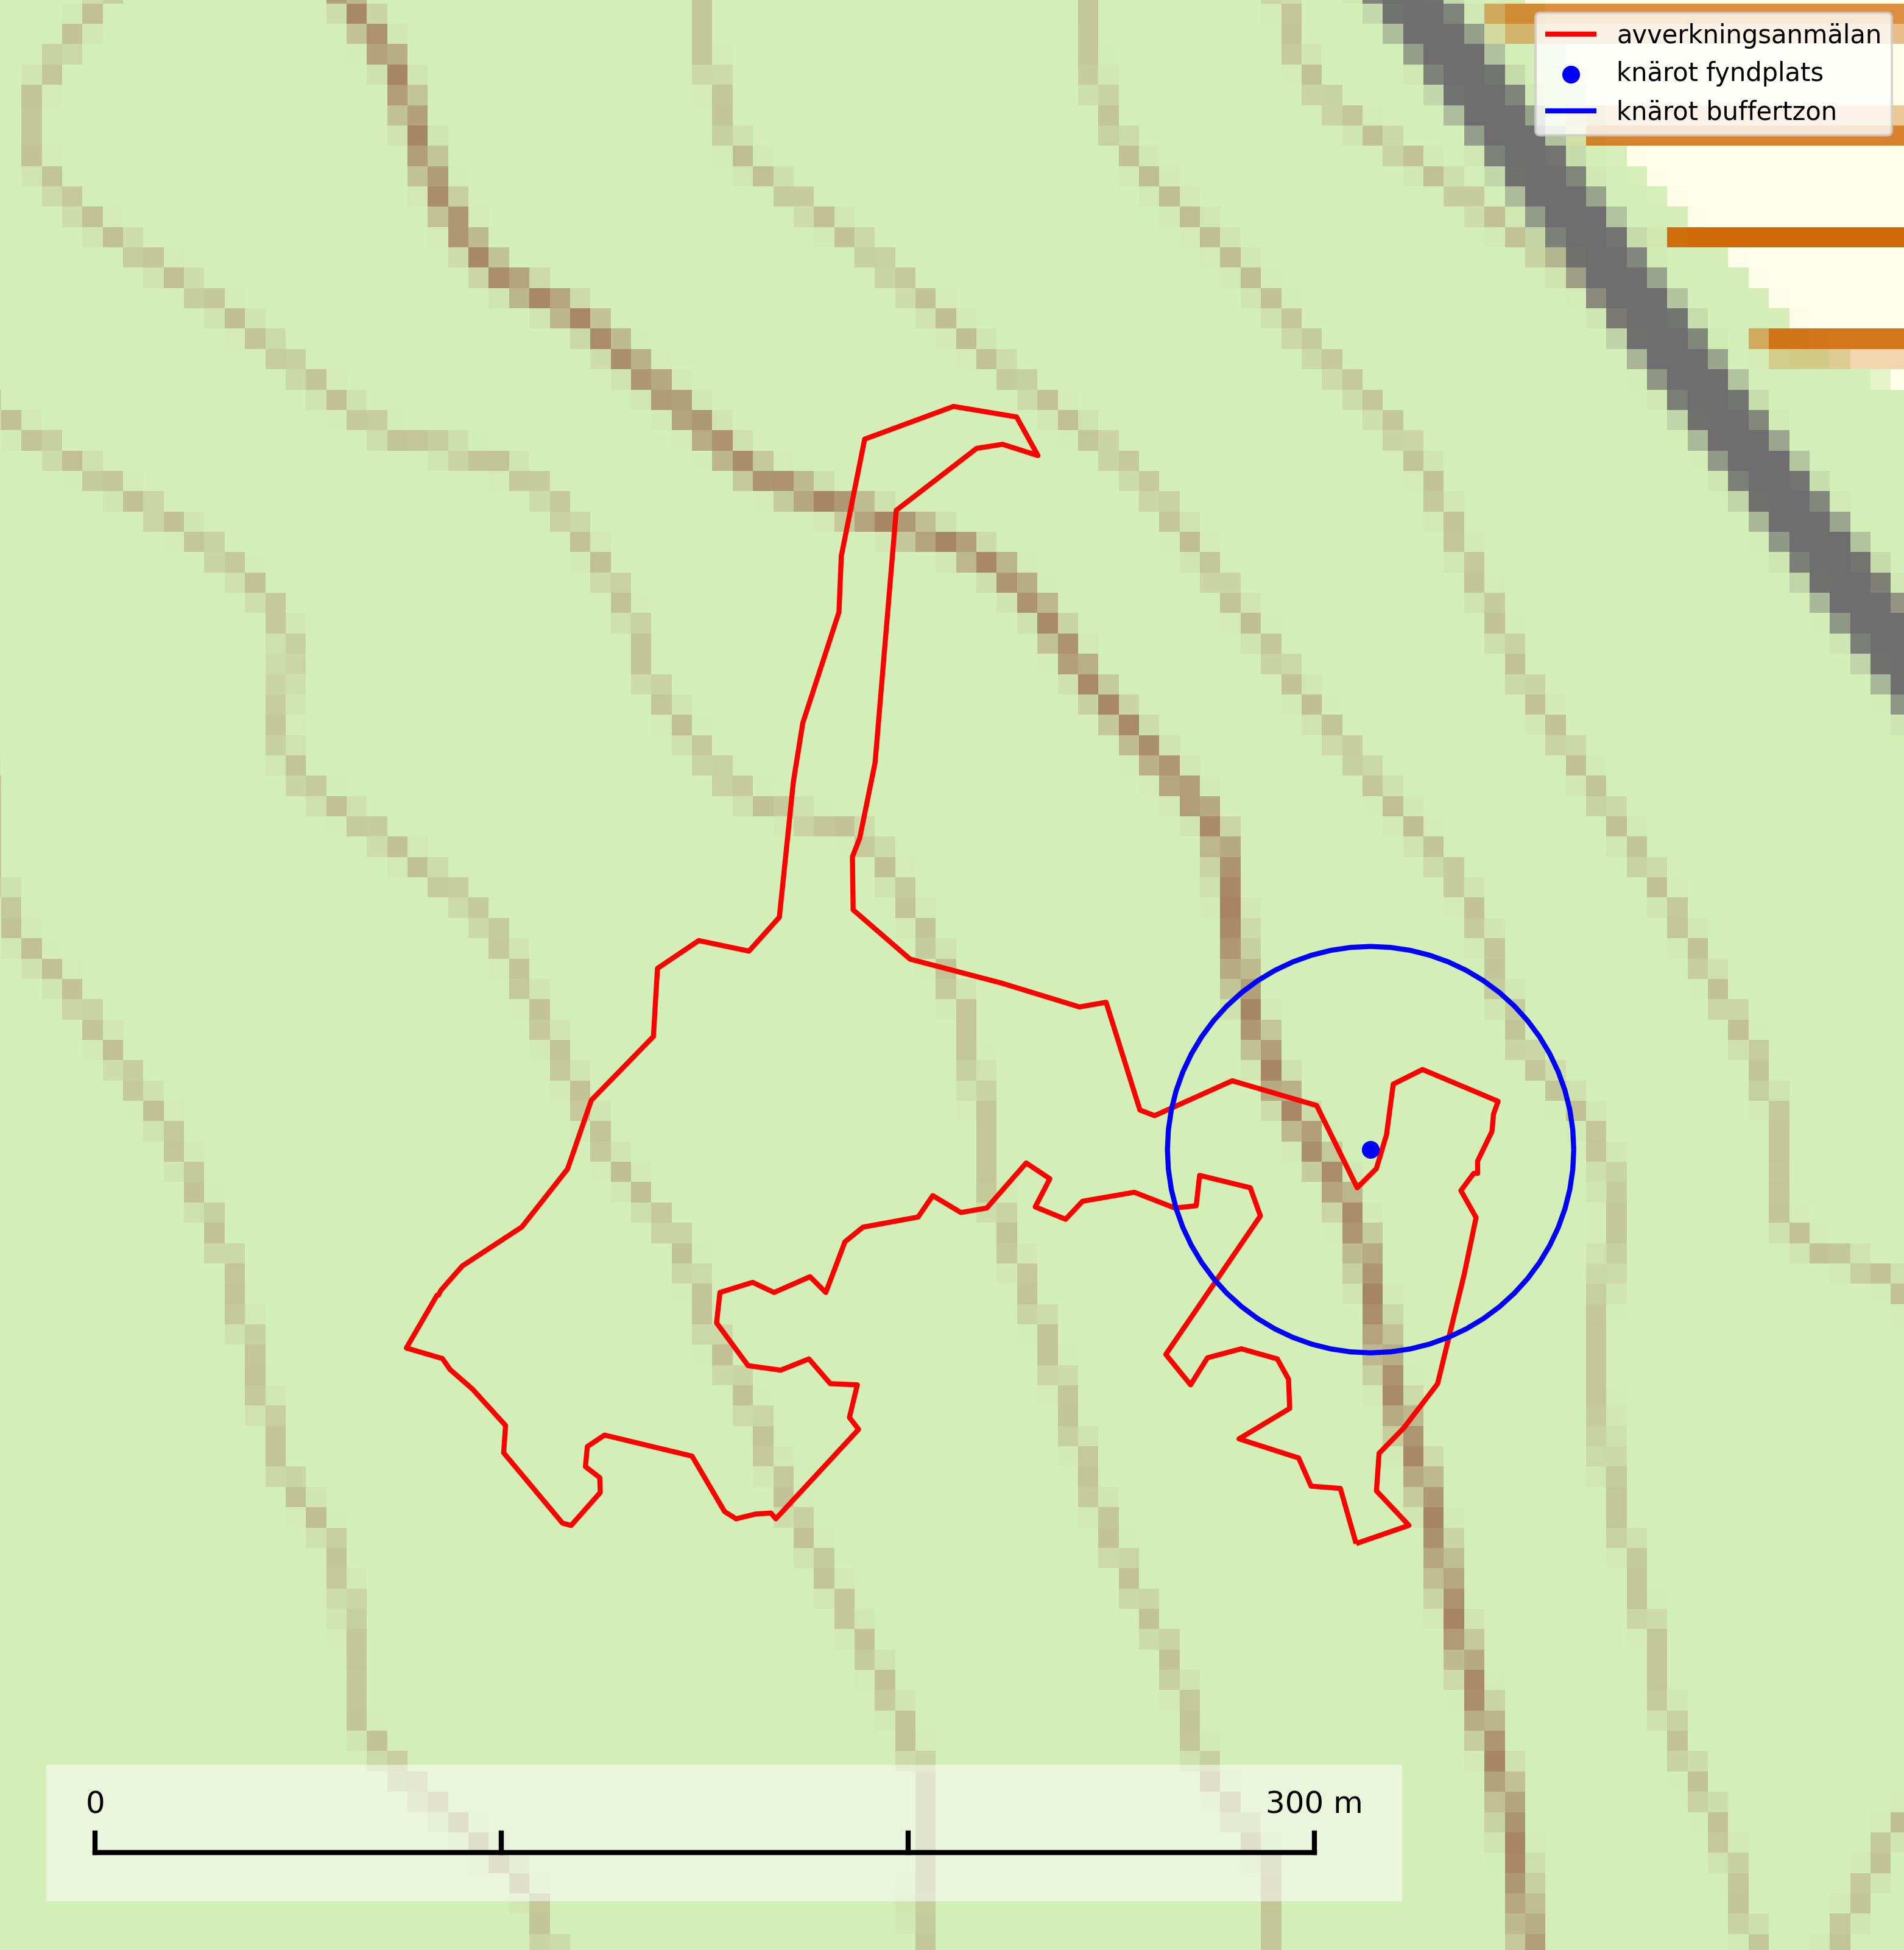 avverkningsanmälan
knärot fyndplats
knärot buffertzon
0 300 m